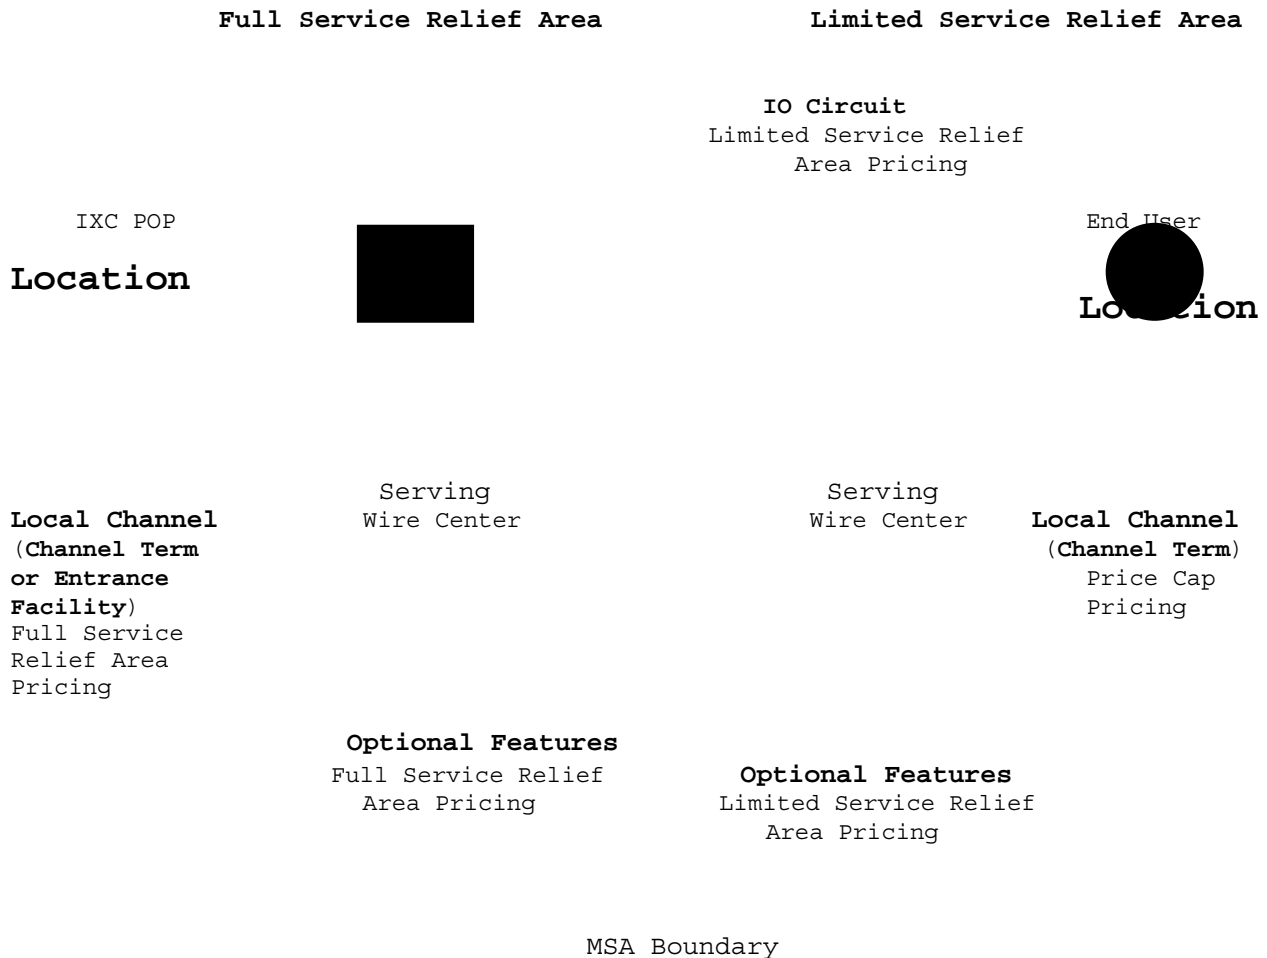 Full Service Relief Area
Limited Service Relief Area
IO Circuit
Limited Service Relief
Area Pricing
IXC POP
Location
End User
Serving
Wire Center
Serving
Wire Center
Local Channel
(Channel Term
or Entrance
Facility)
Full Service
Relief Area
Pricing
Local Channel
(Channel Term)
Price Cap
Pricing
Optional Features
Full Service Relief
Area Pricing
Optional Features
Limited Service Relief
Area Pricing
MSA Boundary